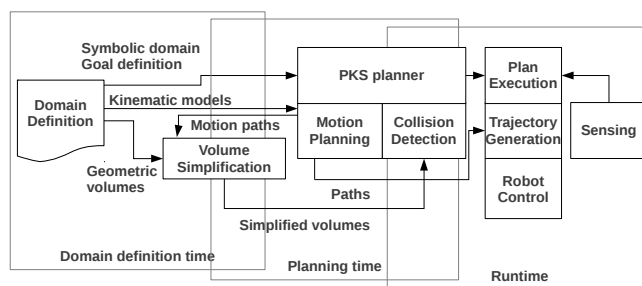 Symbolic domain
Goal definition
PKS planner
Plan
Execution
Domain
Definition
Kinematic models
Motion paths
Motion
Planning
Collision
Detection
Trajectory
Generation
Sensing
Volume
Simplification
Geometric
volumes
Paths
Robot
Control
Simplified volumes
Domain definition time
Planning time
Runtime